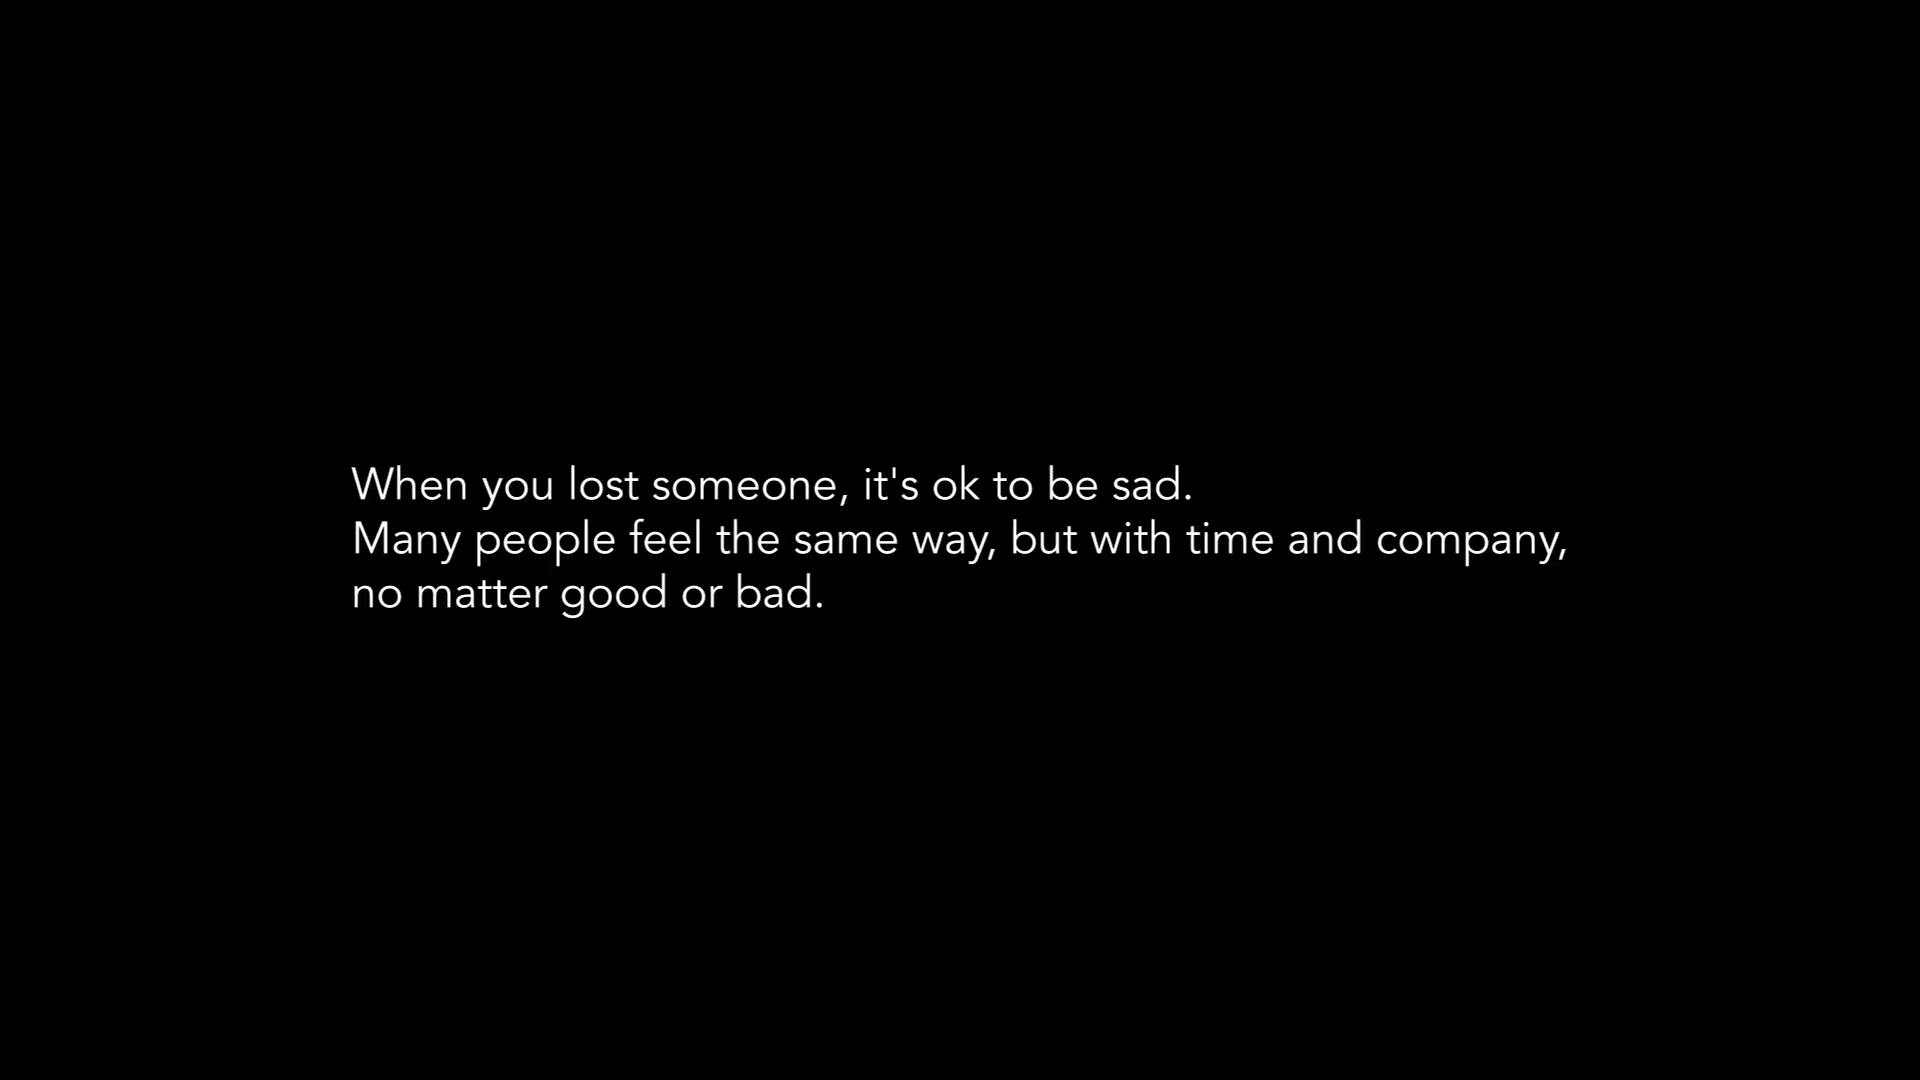 When you lost someone, it's ok to be sad.
Many people feel the same way, but with time and company,
no matter good or bad.